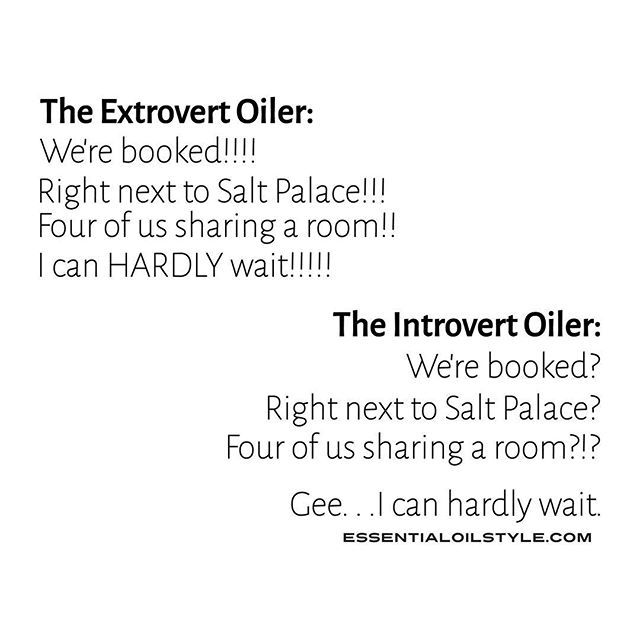 The Extrovert Oiler:
We're booked!!!!
Right next to Salt Palace!!!
Four of us sharing a room!!
I can HARDLY wait!!!!!
The Introvert Oiler:
We're booked?
Right next to Salt Palace?
Four of us sharing a room?!?
Gee. . .I can hardly wait.
ESSENTIALOILSTYLE.COM